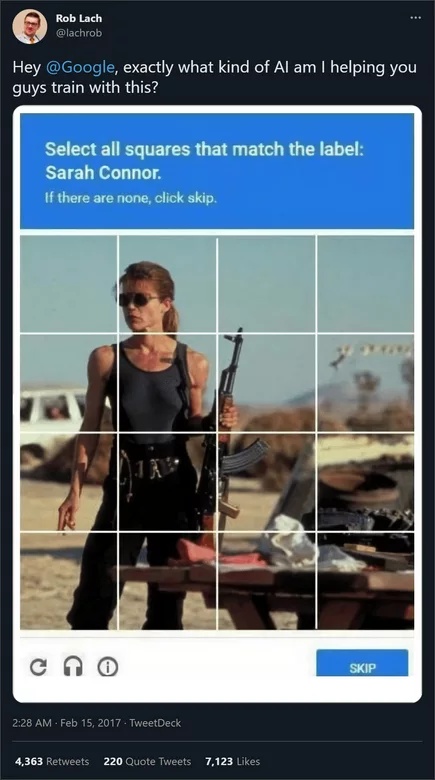 Rob Lach
@lachrob
Hey @Google, exactly what kind of AI am I helping you
guys train with this?
Select all squares that match the label:
Sarah Connor.
If there are none, click skip.
SKIP
2:28 AM · Feb 15, 2017 · TweetDeck
4,363 Retweets 220 Quote Tweets 7,123 Likes